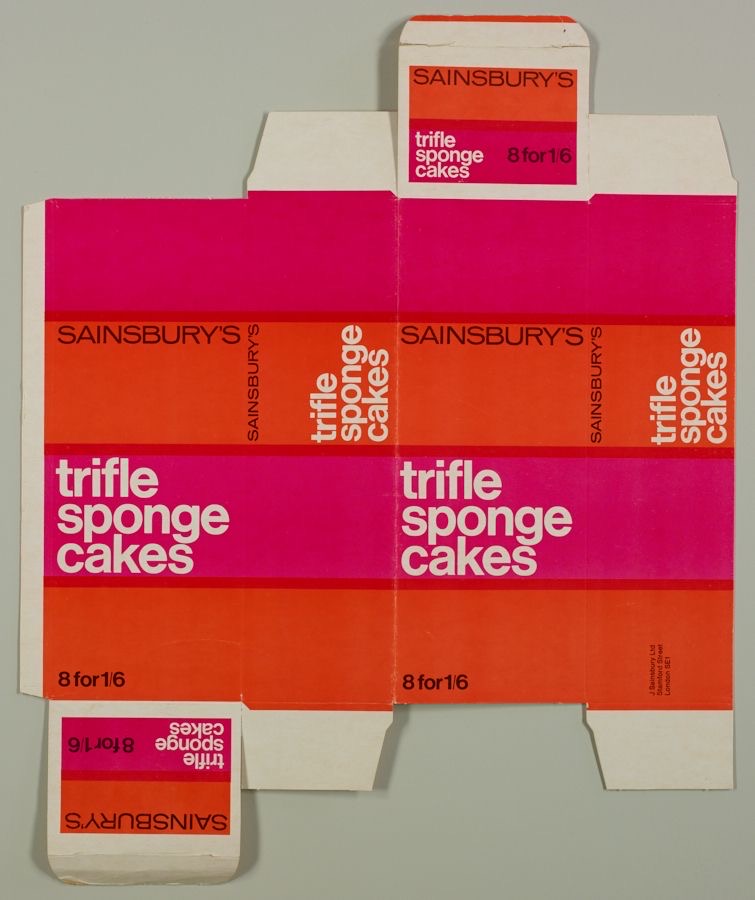 SAINSBURY'S
trifle
sponge
cakes
8 for 1/6
SAINSBURY'S
SAINSBURY'S
trifle
sponge
cakes
SAINSBURY'S
SAINSBURY'S
trifle
sponge
cakes
trifle
sponge
cakes
trifle
sponge
cakes
8 for 1/6
8 for 1/6
J Sainsbury Ltd
Stamford Street
London SE1
trifle
sponge
cakes
8 for 1/6
SAINSBURY'S